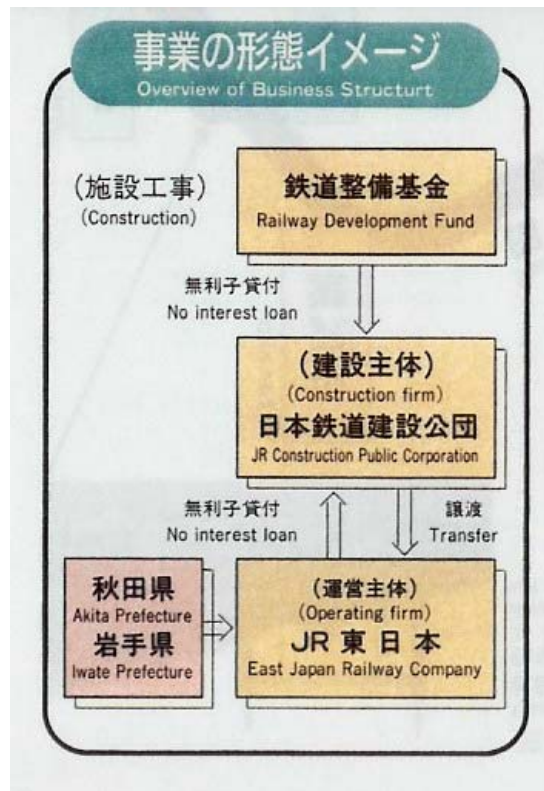 事業の形態イメージ
Overview of Business Structurt
(施設工事)
(Construction)
鉄道整備基金
Railway Development Fund
無利子貸付
No interest loan
(建設主体)
(Construction firm)
日本鉄道建設公団
JR Construction Public Corporation
無利子貸付
No interest loan
譲渡
Transfer
秋田県
Akita Prefecture
岩手県
Iwate Prefecture
(運営主体)
(Operating firm)
JR東日本
East Japan Railway Company